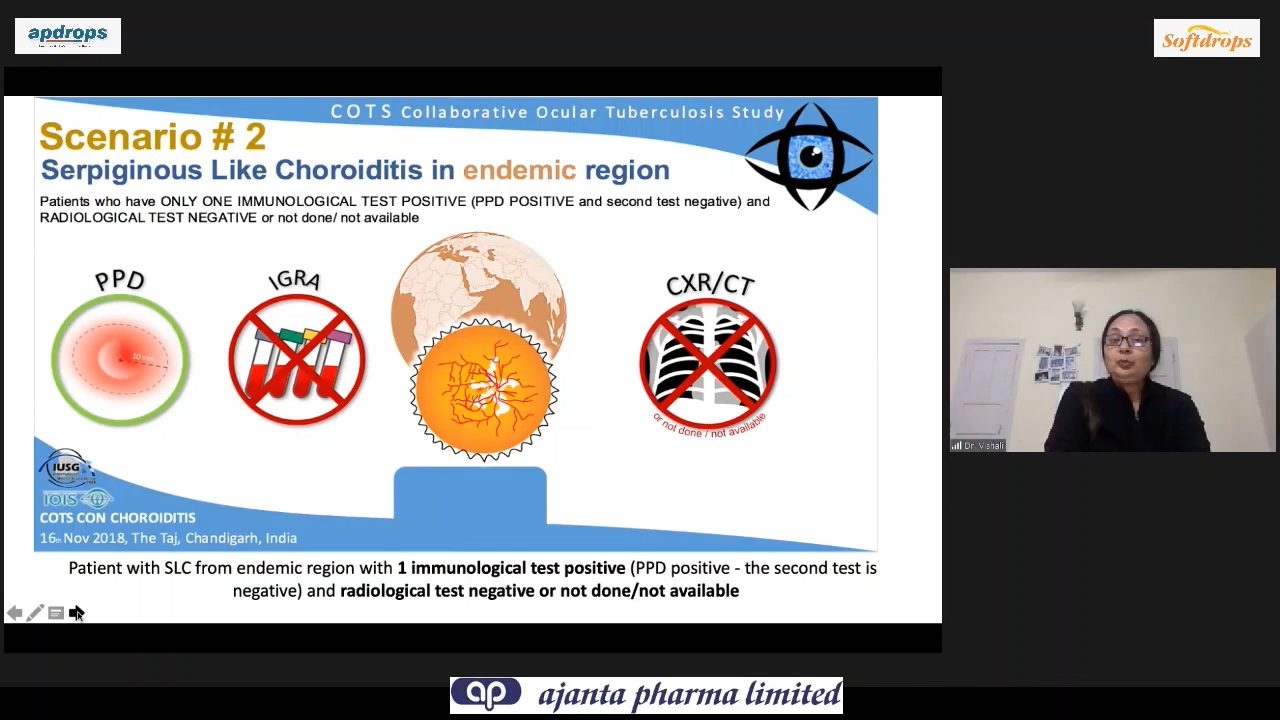 apdrops
Softdrops
COTS Collaborative Ocular Tuberculosis Study
Scenario # 2
Serpiginous Like Choroiditis in endemic region
Patients who have ONLY ONE IMMUNOLOGICAL TEST POSITIVE (PPD POSITIVE and second test negative) and
RADIOLOGICAL TEST NEGATIVE or not done/ not available
PPD
IGRA
CXR/CT
10 mm
or not done / not available
IUSG
IOIS
COTS CON CHOROIDITIS
16th Nov 2018, The Taj, Chandigarh, India
Patient with SLC from endemic region with 1 immunological test positive (PPD positive - the second test is
negative) and radiological test negative or not done/not available
Dr. Vishali
ap ajanta pharma limited